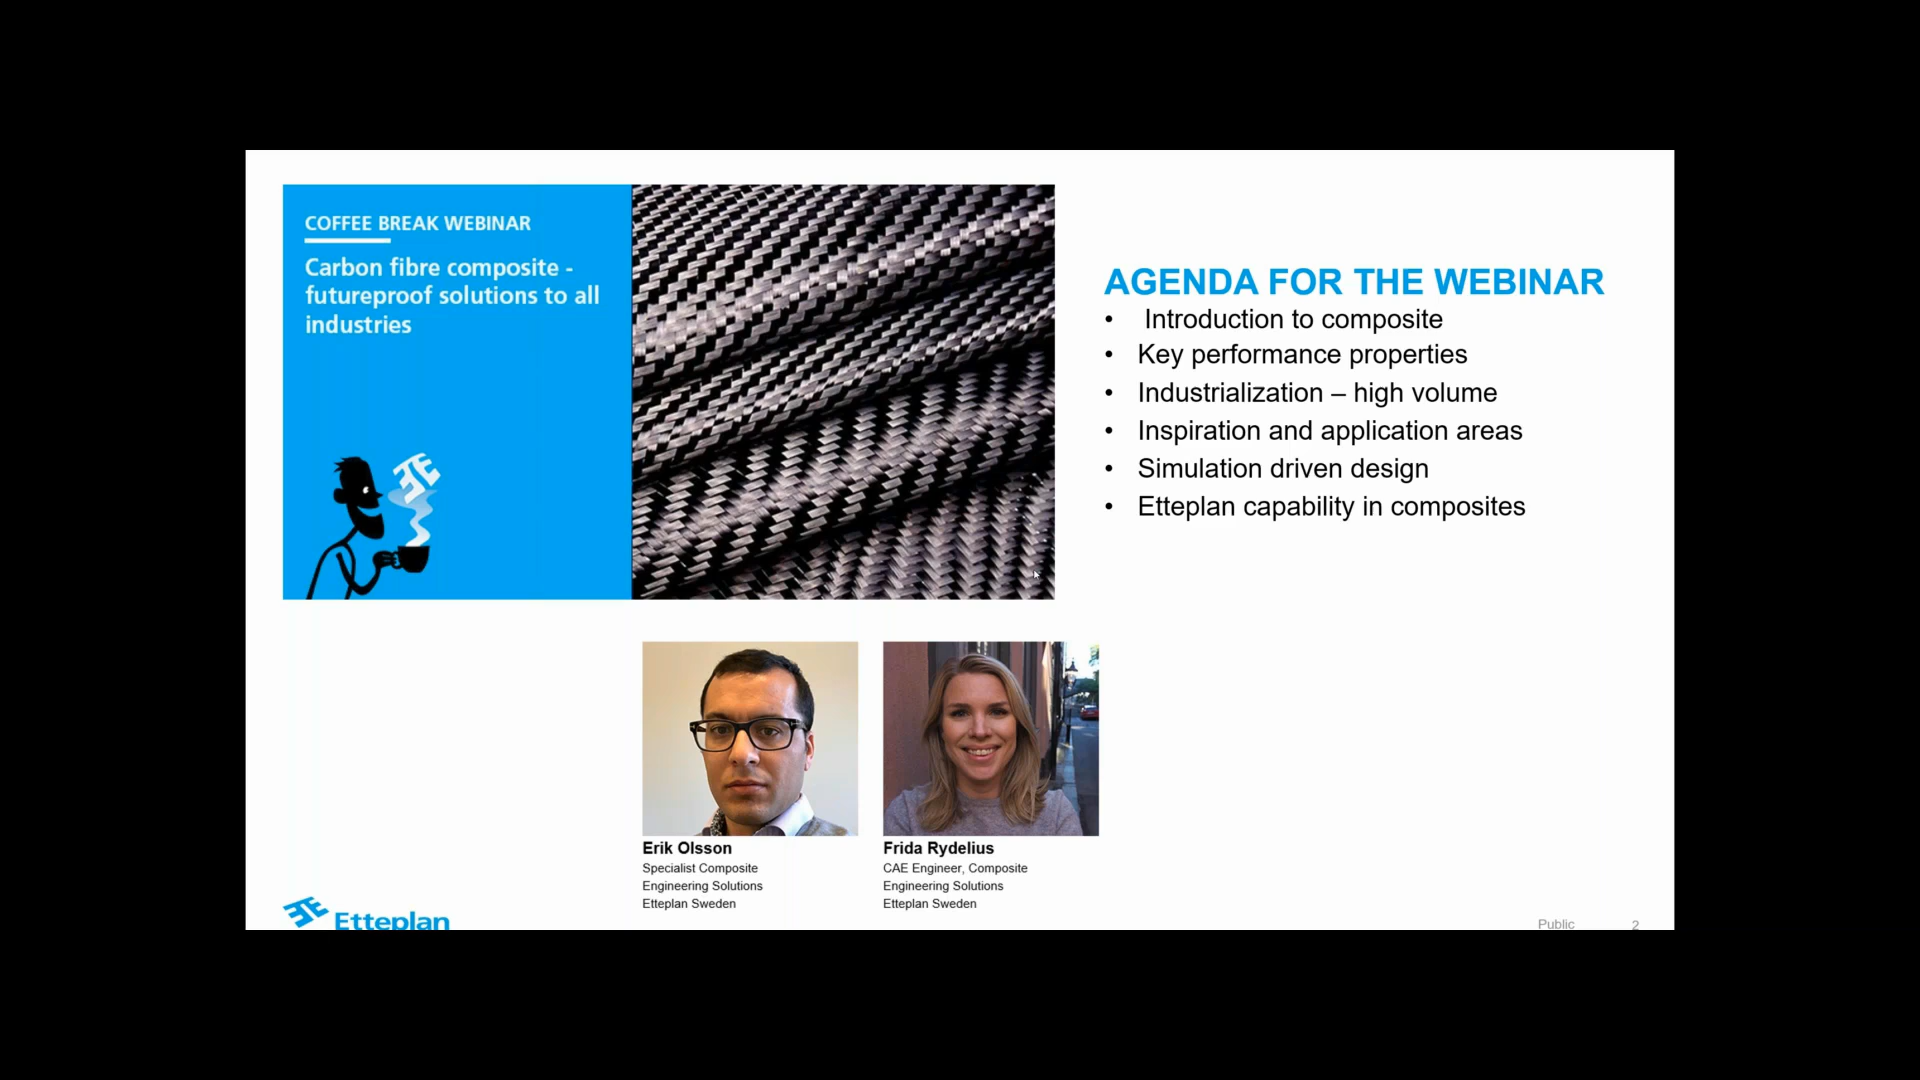 COFFEE BREAK WEBINAR
Carbon fibre composite -
futureproof solutions to all
industries
AGENDA FOR THE WEBINAR
• Introduction to composite
• Key performance properties
• Industrialization – high volume
• Inspiration and application areas
• Simulation driven design
• Etteplan capability in composites
Erik Olsson
Specialist Composite
Engineering Solutions
Etteplan Sweden
Frida Rydelius
CAE Engineer, Composite
Engineering Solutions
Etteplan Sweden
Etteplan
Public 2